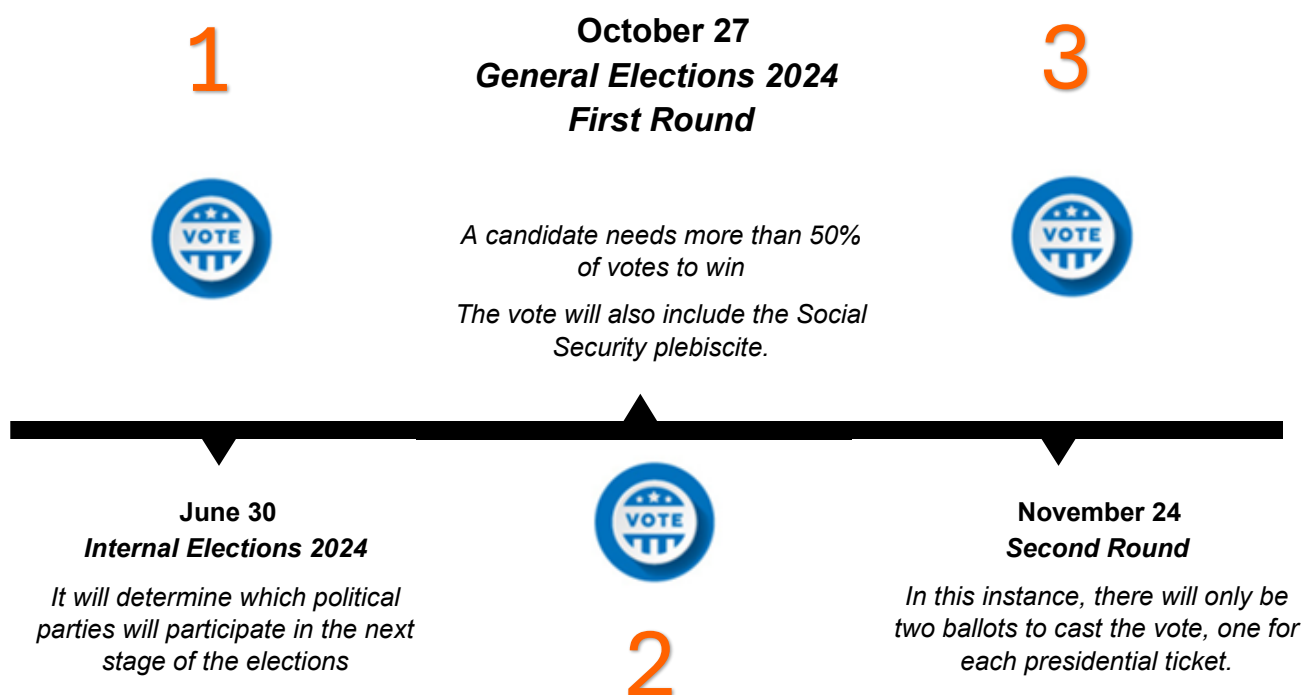 1
October 27
General Elections 2024
First Round
3
VOTE
VOTE
A candidate needs more than 50%
of votes to win
The vote will also include the Social
Security plebiscite.
June 30
Internal Elections 2024
It will determine which political
parties will participate in the next
stage of the elections
VOTE
2
November 24
Second Round
In this instance, there will only be
two ballots to cast the vote, one for
each presidential ticket.